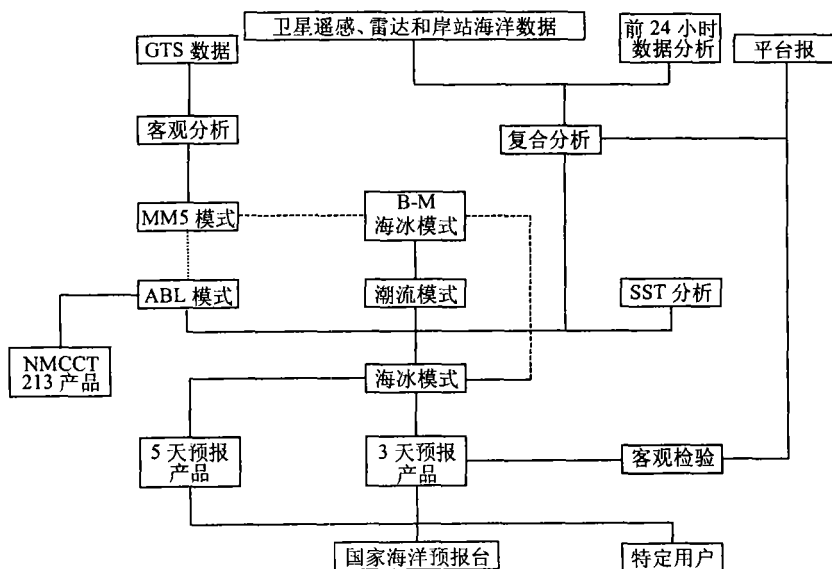 GTS 数据
卫星遥感、雷达和岸站海洋数据
前 24 小时
数据分析
平台报
客观分析
复合分析
MM5 模式
B-M
海冰模式
ABL 模式
潮流模式
SST 分析
NMCCT
213 产品
海冰模式
5 天预报
产品
3 天预报
产品
客观检验
国家海洋预报台
特定用户